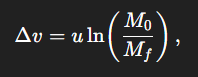 Δv = u ln(M₀/M_f),